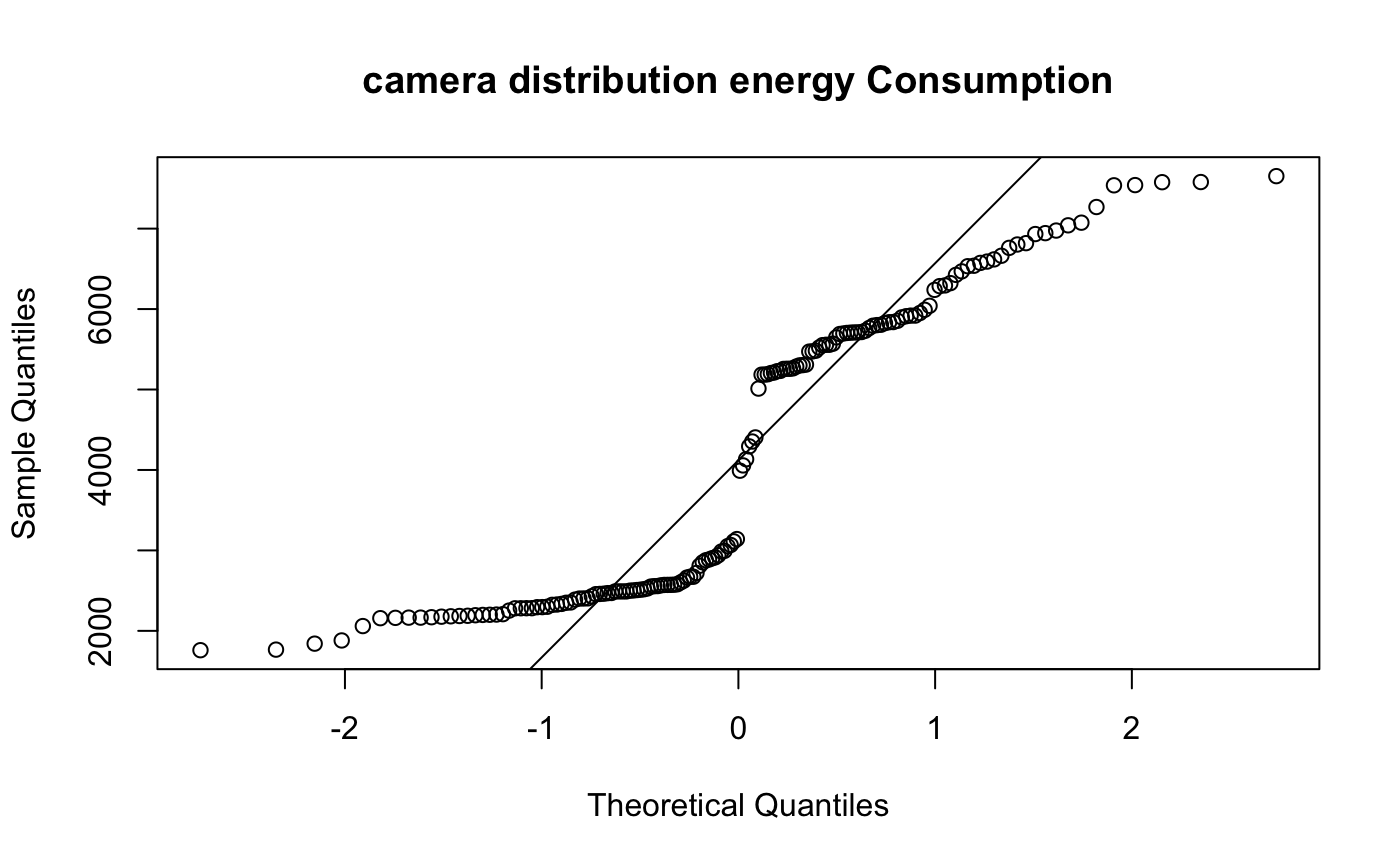 camera distribution energy Consumption
Sample Quantiles
6000
4000
2000
-2 -1 0 1 2
Theoretical Quantiles